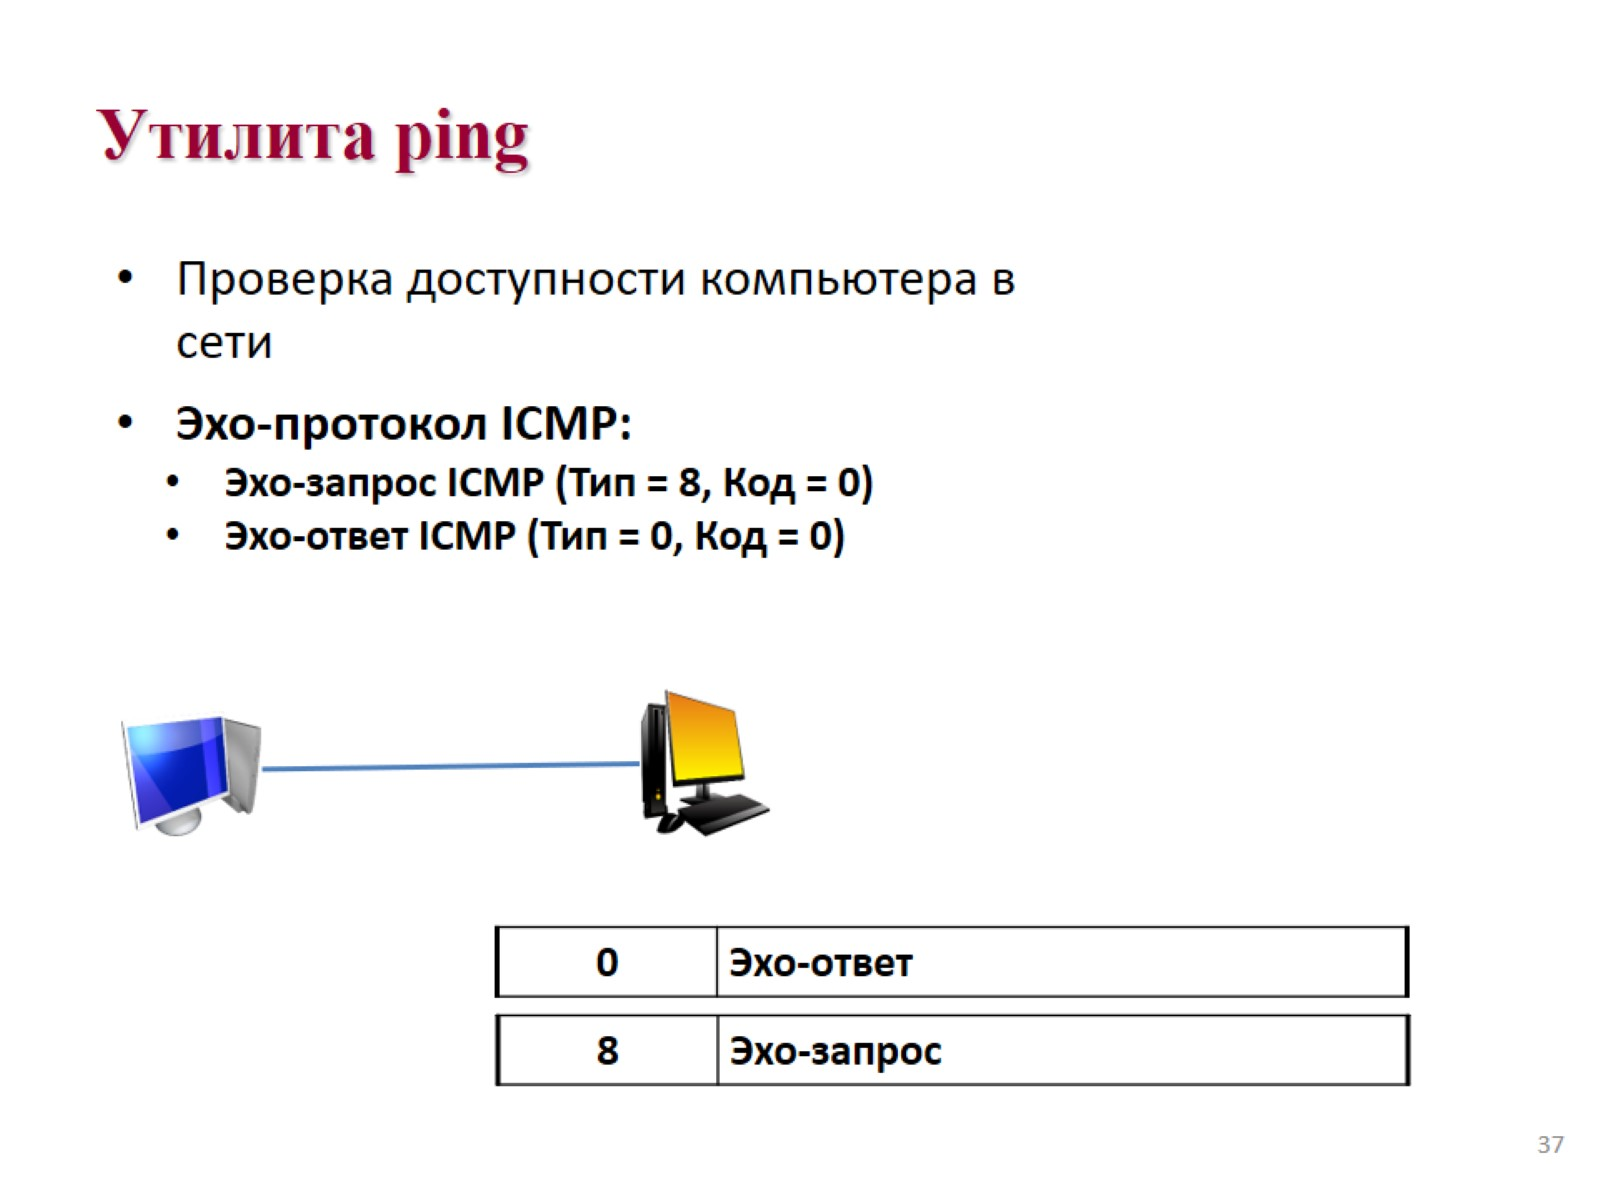 Утилита ping
• Проверка доступности компьютера в
сети
• Эхо-протокол ICMP:
• Эхо-запрос ICMP (Тип = 8, Код = 0)
• Эхо-ответ ICMP (Тип = 0, Код = 0)
0 Эхо-ответ
8 Эхо-запрос
37